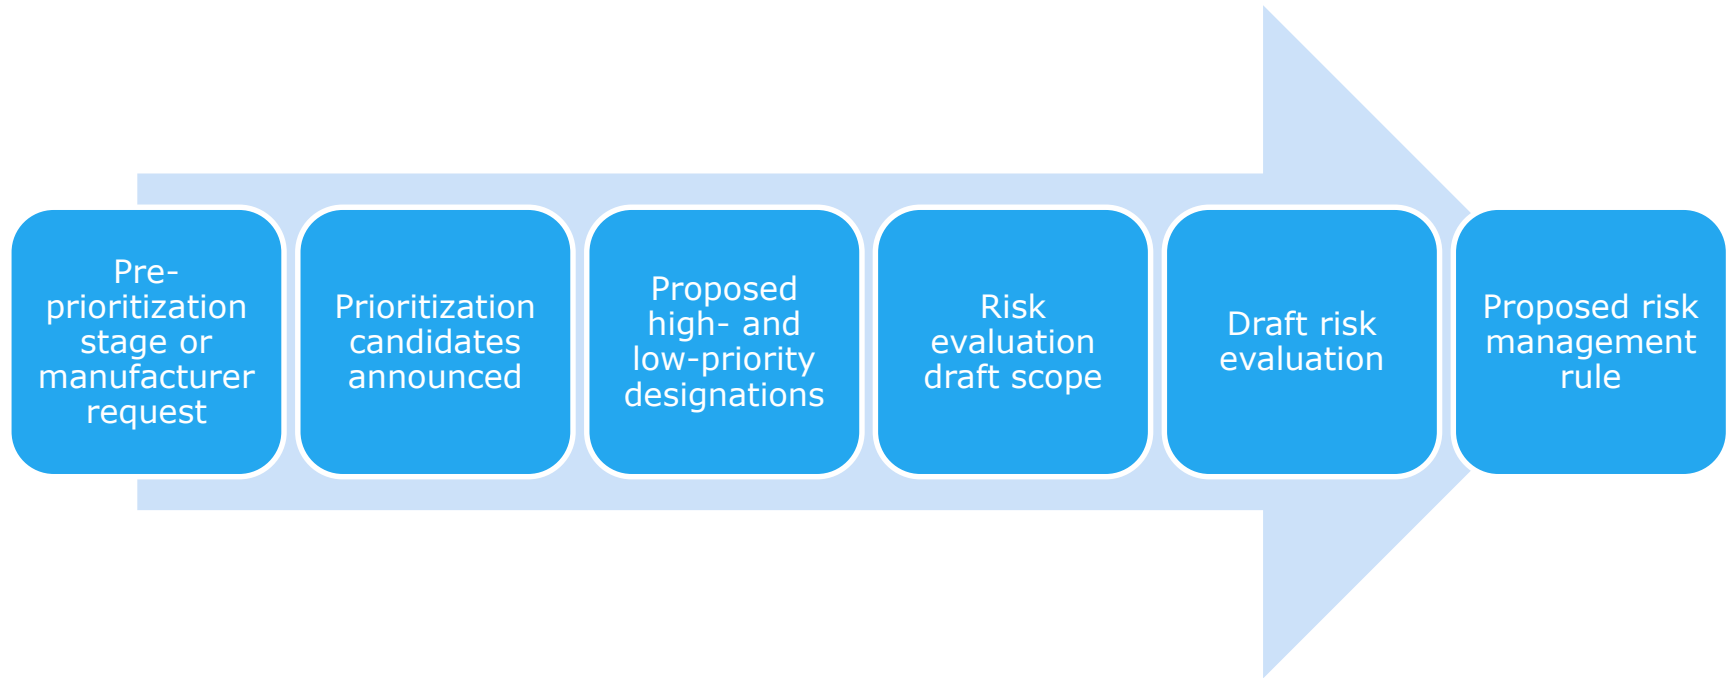 Pre-
prioritization
stage or
manufacturer
request
Prioritization
candidates
announced
Proposed
high- and
low-priority
designations
Risk
evaluation
draft scope
Draft risk
evaluation
Proposed risk
management
rule